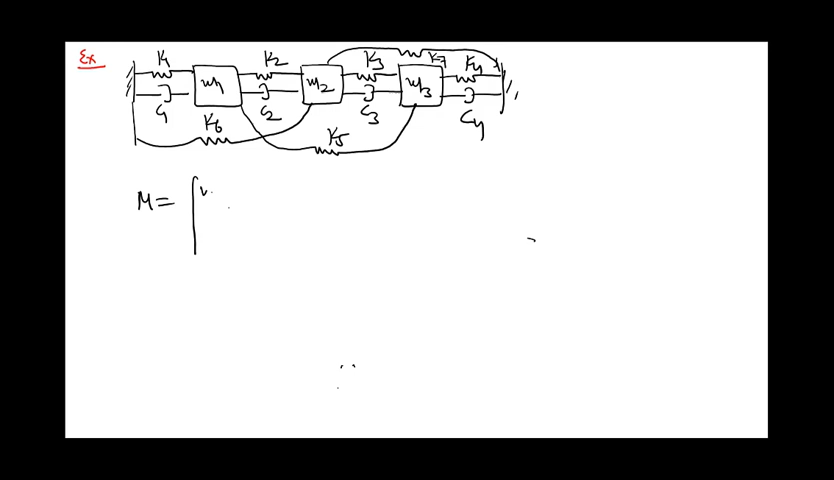 Ex
K1 K2 K3 K7 K4
m1 m2 m3
C1 C2 C3 C4
K6 K5
M=